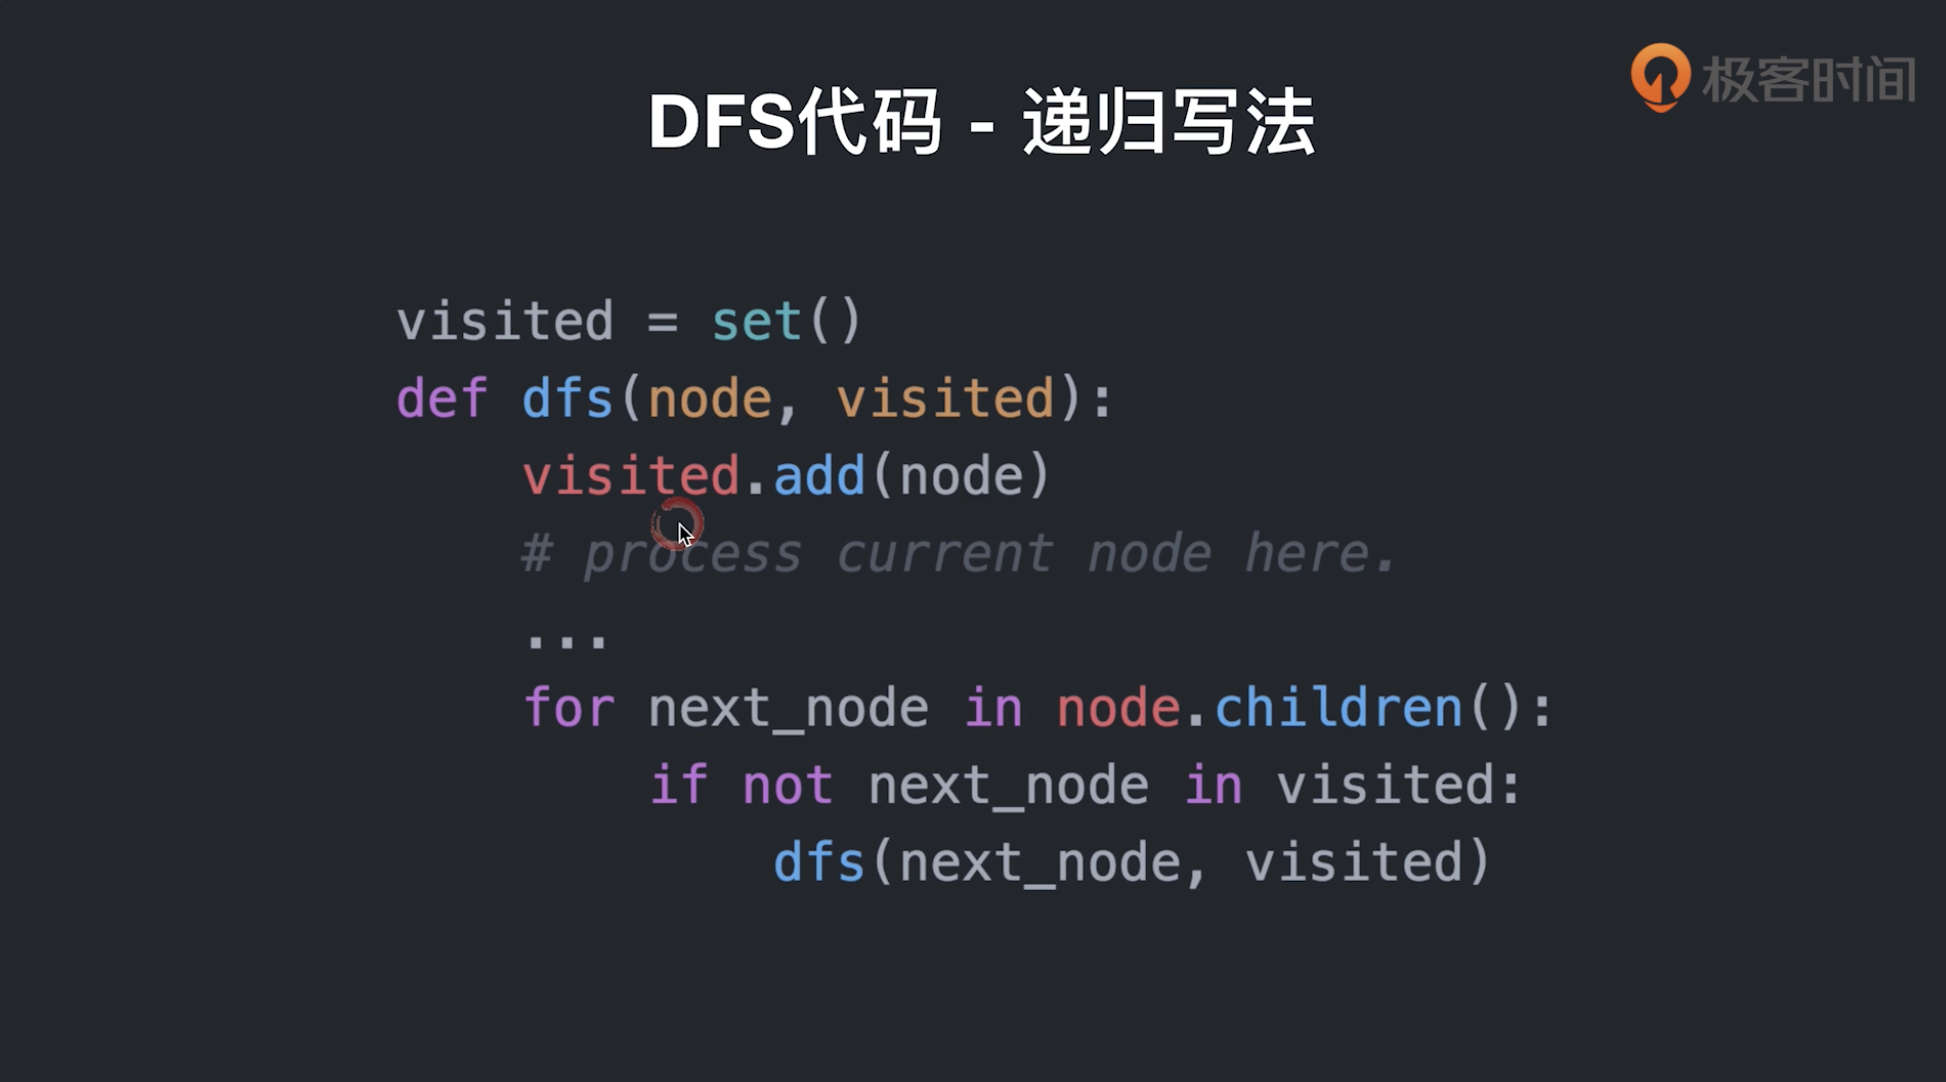 极客时间
DFS代码 - 递归写法
visited = set()
def dfs(node, visited):
    visited.add(node)
    # process current node here.
    ...
    for next_node in node.children():
        if not next_node in visited:
            dfs(next_node, visited)